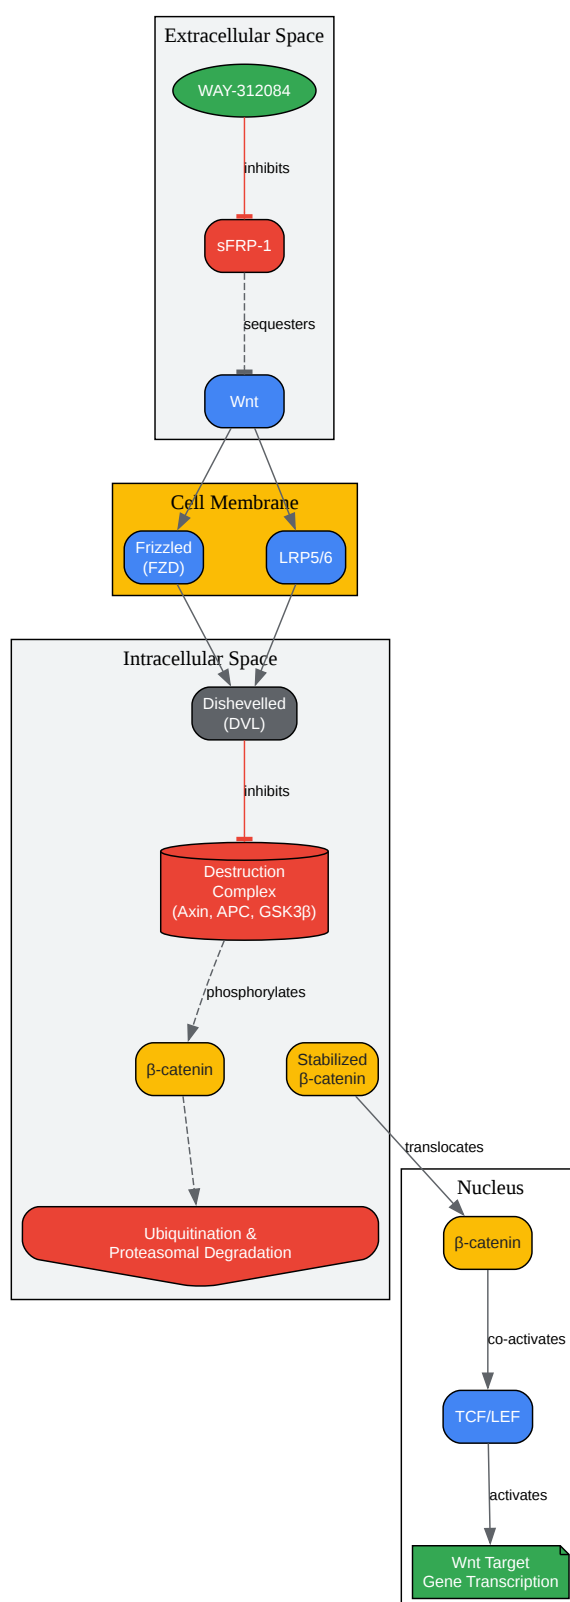 Extracellular Space
WAY-312084
inhibits
sFRP-1
sequesters
Wnt
Cell Membrane
Frizzled
(FZD)
LRP5/6
Intracellular Space
Dishevelled
(DVL)
inhibits
Destruction
Complex
(Axin, APC, GSK3β)
phosphorylates
β-catenin
Stabilized
β-catenin
translocates
Nucleus
Ubiquitination &
Proteasomal Degradation
β-catenin
co-activates
TCF/LEF
activates
Wnt Target
Gene Transcription